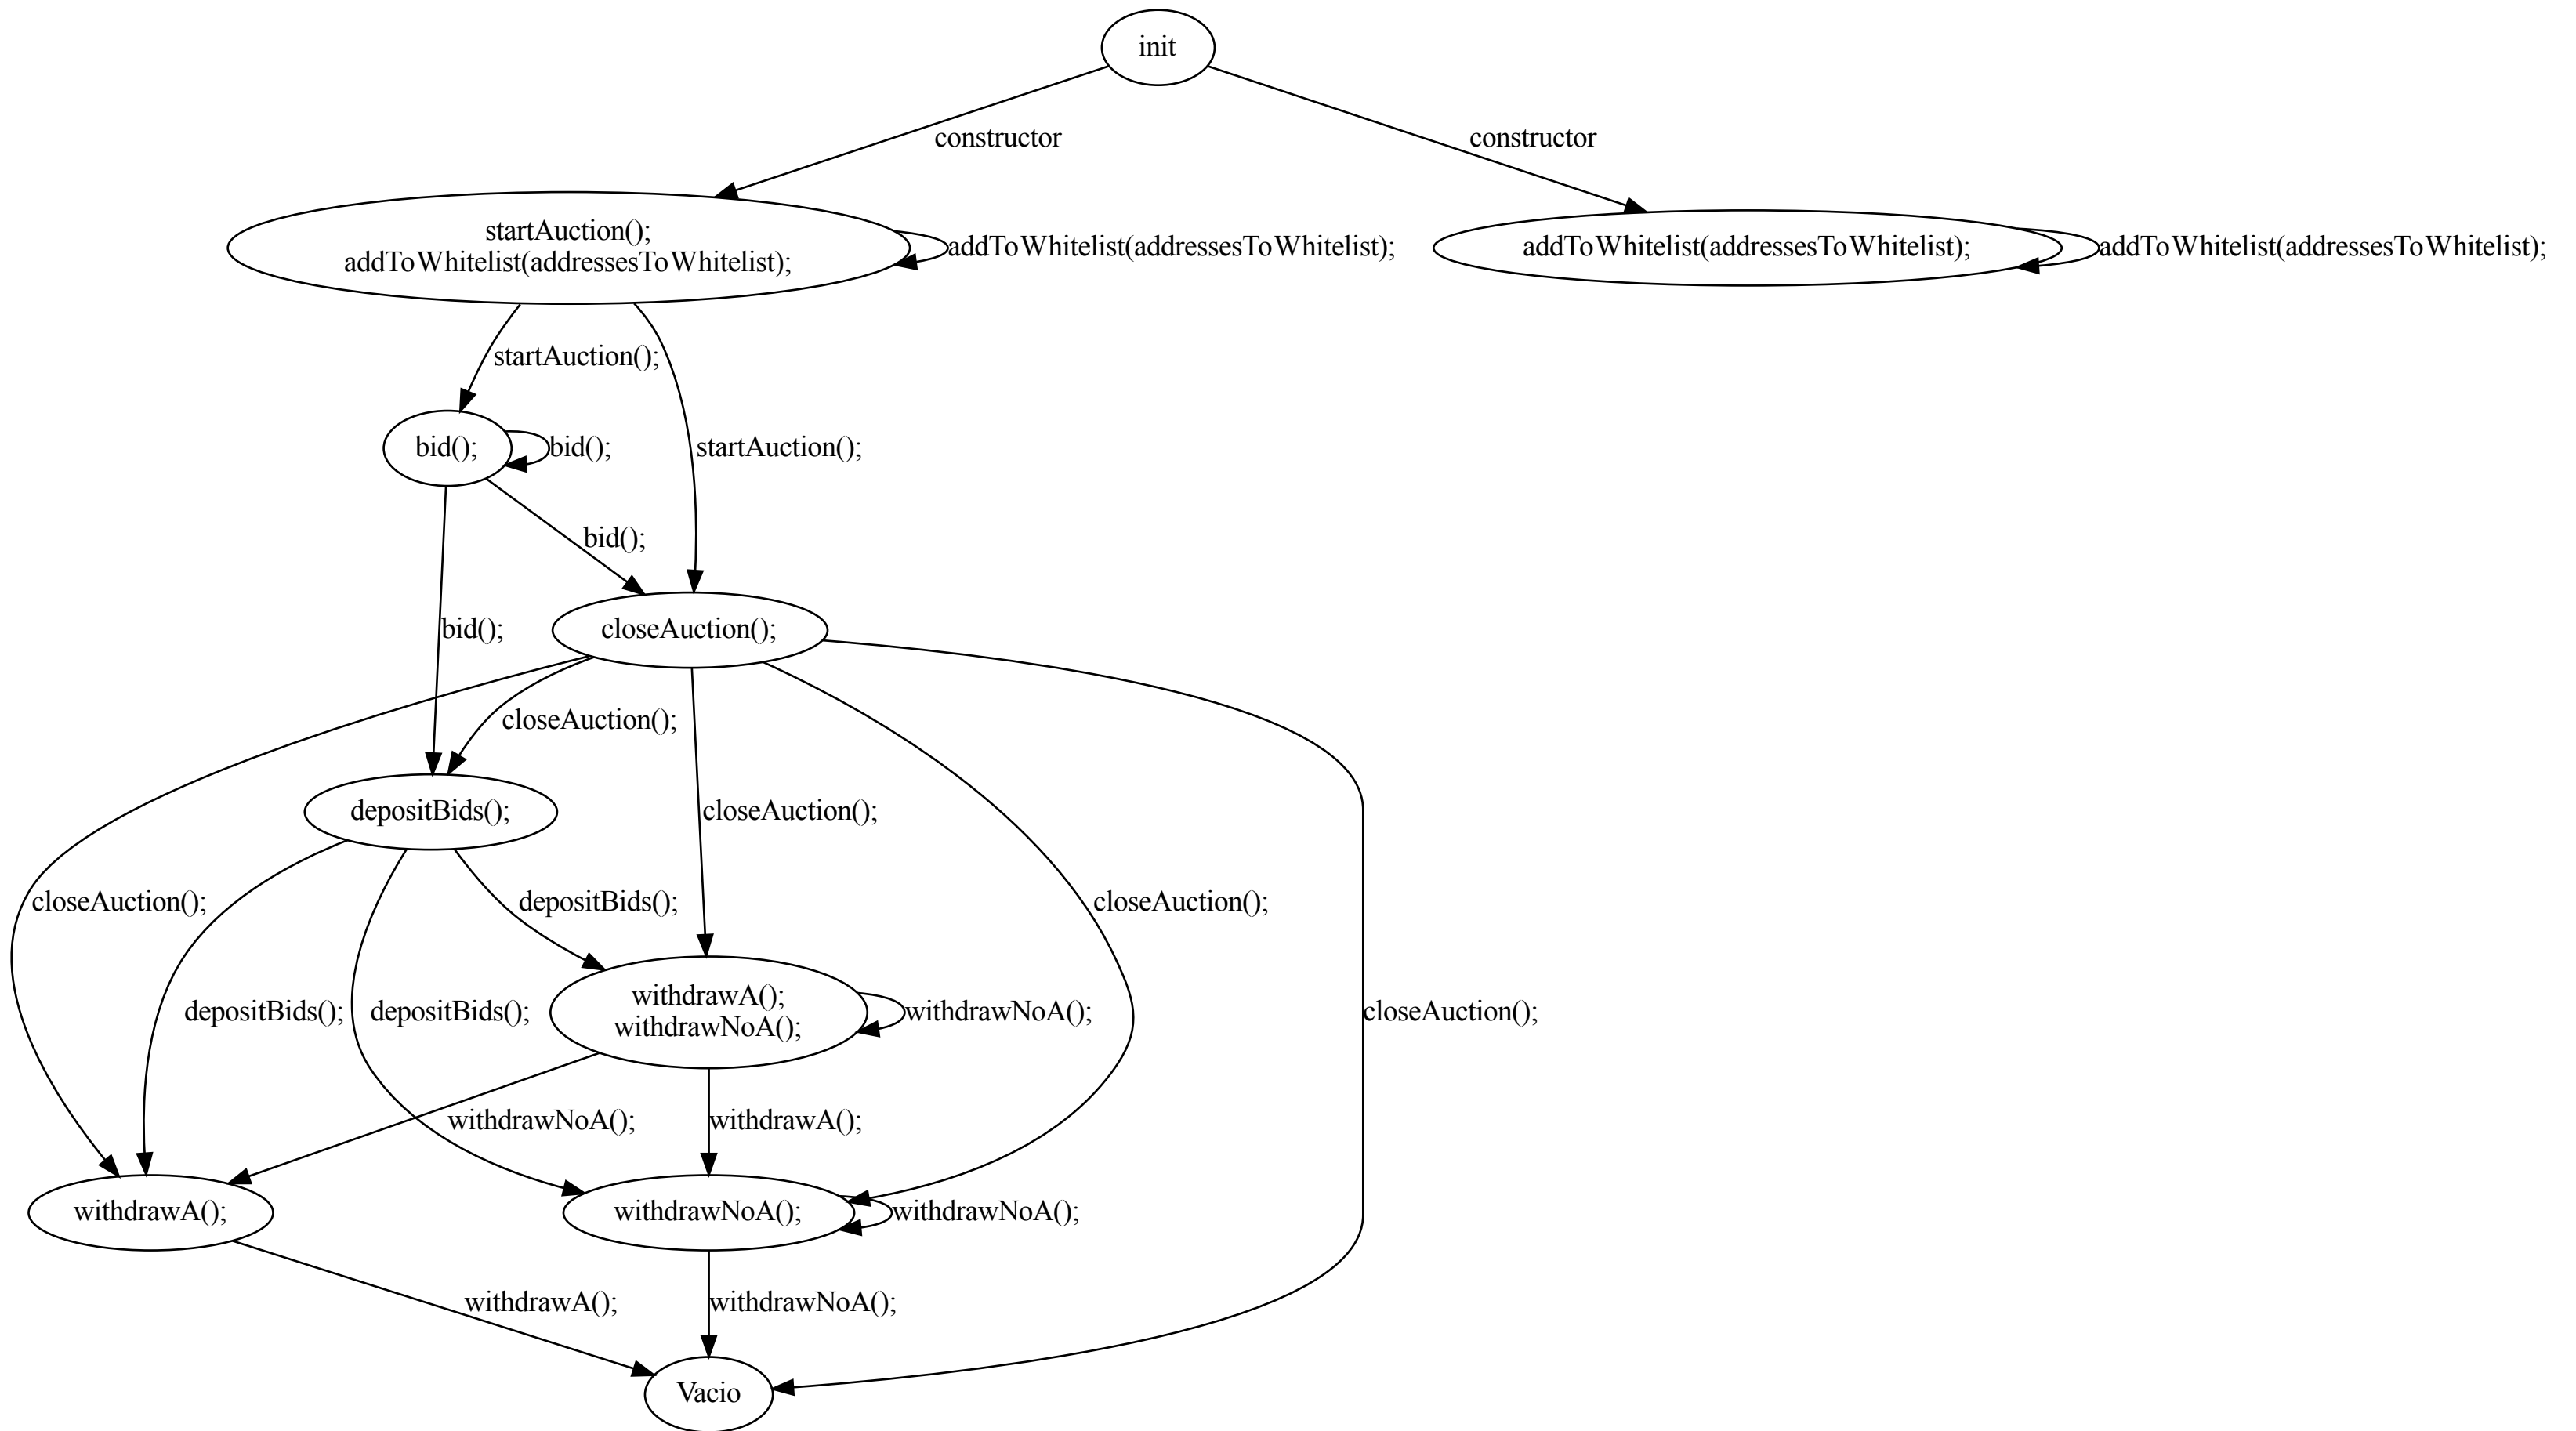 init
constructor
constructor
startAuction();
addToWhitelist(addressesToWhitelist);
addToWhitelist(addressesToWhitelist);
addToWhitelist(addressesToWhitelist);
addToWhitelist(addressesToWhitelist);
startAuction();
bid();
bid();
startAuction();
bid();
bid();
closeAuction();
closeAuction();
depositBids();
closeAuction();
closeAuction();
depositBids();
closeAuction();
depositBids();
depositBids();
withdrawA();
withdrawNoA();
withdrawNoA();
closeAuction();
withdrawNoA();
withdrawA();
withdrawA();
withdrawNoA();
withdrawNoA();
withdrawA();
withdrawNoA();
Vacio